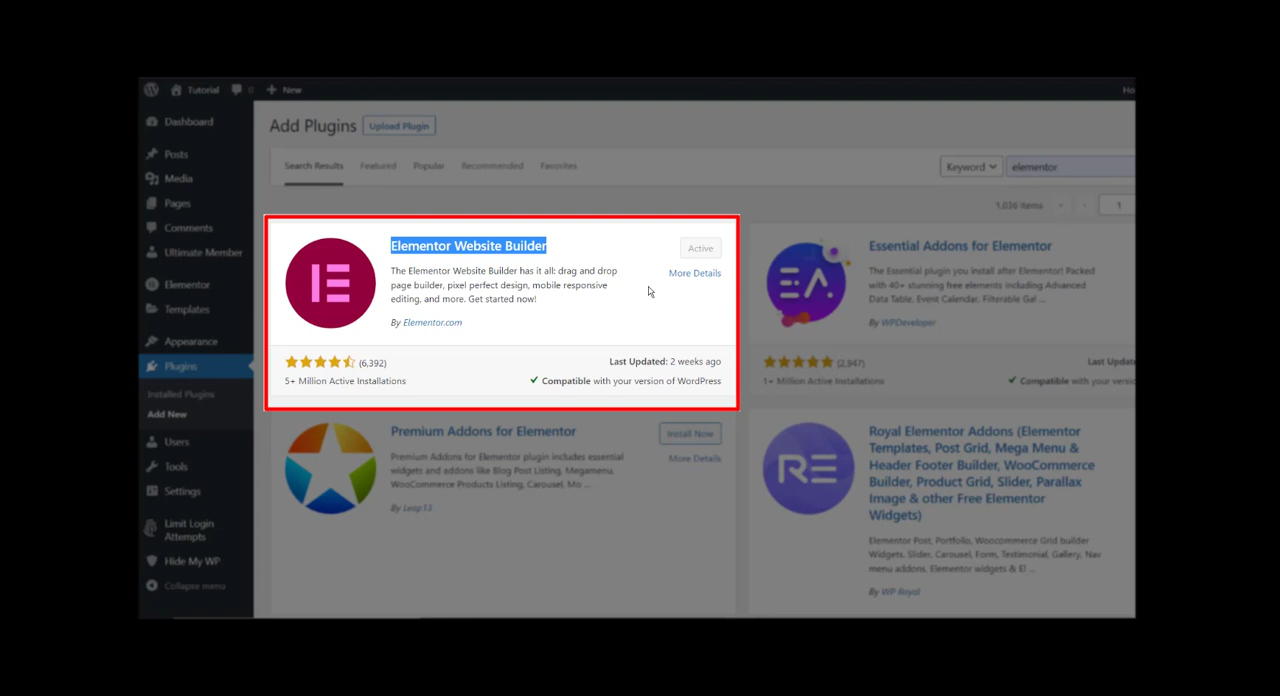 Tutorial 0 New Ho
Dashboard
Posts
Media
Pages
Comments
Ultimate Member
Elementor
Templates
Appearance
Plugins
Installed Plugins
Add New
Users
Tools
Settings
Limit Login
Attempts
Hide My WP
Collapse menu
Add Plugins Upload Plugin
Search Results Featured Popular Recommended Favorites Keyword elementor
1,036 items 1
Elementor Website Builder Active
More Details
The Elementor Website Builder has it all: drag and drop
page builder, pixel perfect design, mobile responsive
editing, and more. Get started now!
By Elementor.com
(6,392) Last Updated: 2 weeks ago
5+ Million Active Installations Compatible with your version of WordPress
EA
Essential Addons for Elementor
The Essential plugin you install after Elementor! Packed
with 40+ stunning free elements including Advanced
Data Table, Event Calendar, Filterable Gal ...
By WPDeveloper
(2,947) Last Updat
1+ Million Active Installations Compatible with your versio
Premium Addons for Elementor Install Now
More Details
Premium Addons for Elementor plugin includes essential
widgets and addons like Blog Post Listing, Megamenu,
WooCommerce Products Listing, Carousel, Mo ...
By Leap13
RE
Royal Elementor Addons (Elementor
Templates, Post Grid, Mega Menu &
Header Footer Builder, WooCommerce
Builder, Product Grid, Slider, Parallax
Image & other Free Elementor
Widgets)
Elementor Post, Portfolio, Woocommerce Grid builder
Widgets. Slider, Carousel, Form, Testimonial, Gallery, Nav
menu addons, Elementor widgets & El ...
By WP Royal